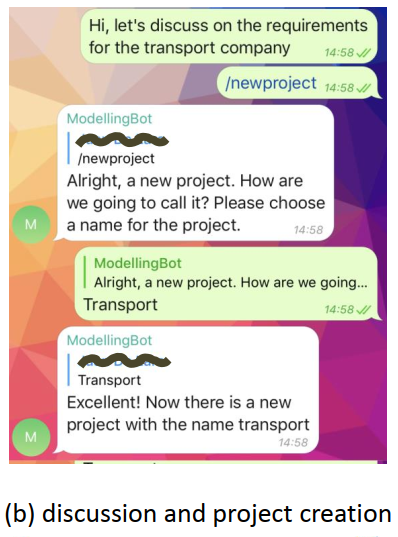 Hi, let's discuss on the requirements
for the transport company
14:58
/newproject
14:58
ModellingBot
/newproject
Alright, a new project. How are
we going to call it? Please choose
a name for the project.
14:58
M
ModellingBot
Alright, a new project. How are we going...
Transport
14:58
ModellingBot
Transport
Excellent! Now there is a new
project with the name transport
14:58
M
(b) discussion and project creation